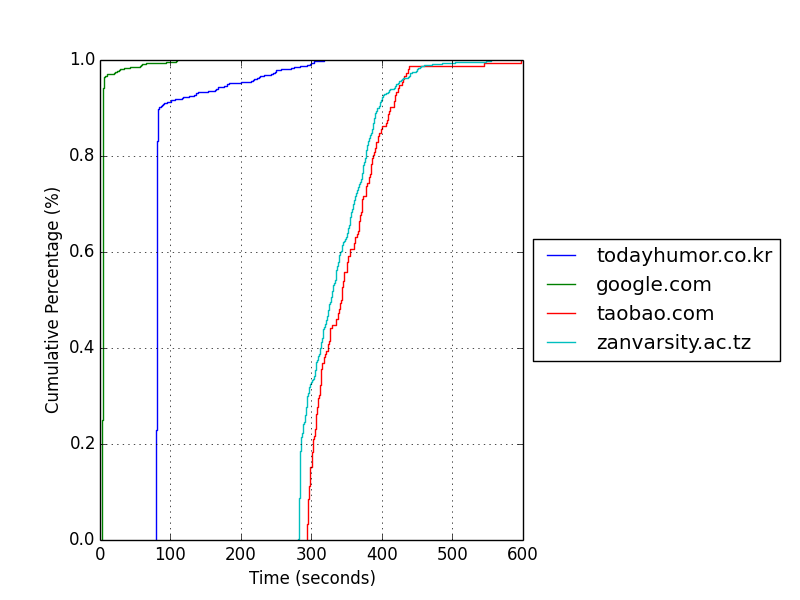 1.0
0.8
0.6
0.4
0.2
0.0
0 100 200 300 400 500 600
Cumulative Percentage (%)
Time (seconds)
todayhumor.co.kr
google.com
taobao.com
zanvarsity.ac.tz